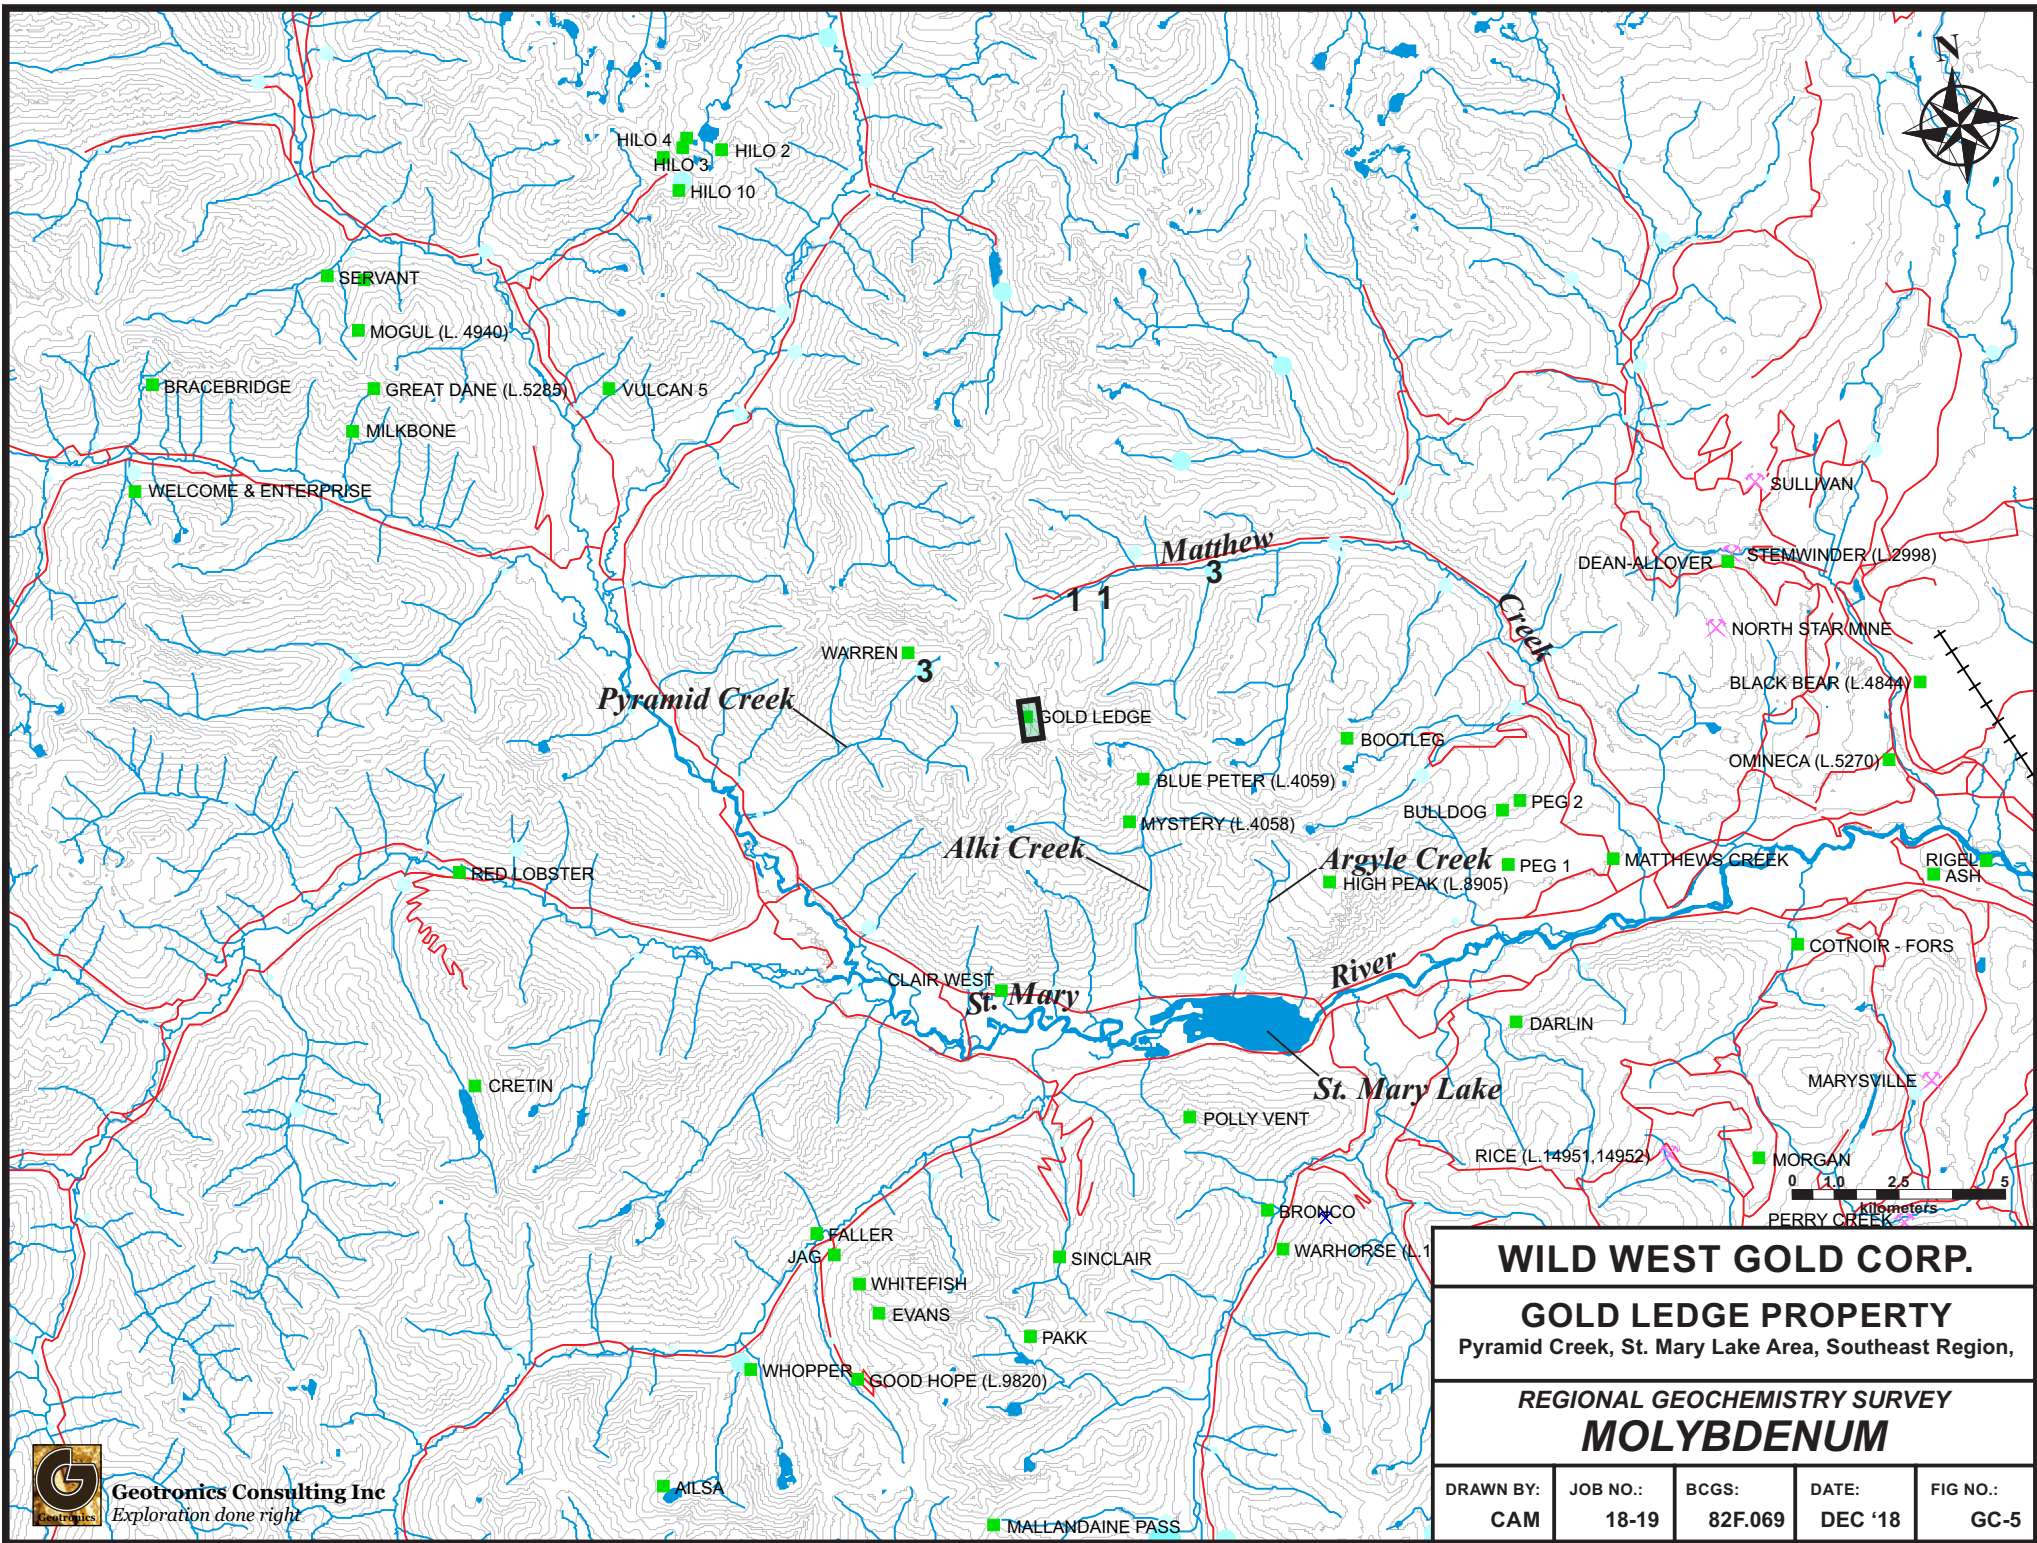 N
HILO 4
HILO 2
HILO 3
HILO 10
SERVANT
MOGUL (L. 4940)
BRACEBRIDGE
GREAT DANE (L.5285)
VULCAN 5
MILKBONE
WELCOME & ENTERPRISE
SULLIVAN
Matthew
STEMWINDER (L.2998)
DEAN-ALLOVER
3
1 1
Creek
NORTH STAR MINE
WARREN
3
BLACK BEAR (L.4844)
Pyramid Creek
GOLD LEDGE
BOOTLEG
OMINECA (L.5270)
BLUE PETER (L.4059)
PEG 2
BULLDOG
MYSTERY (L.4058)
Alki Creek
Argyle Creek
MATTHEWS CREEK
RIGEL
PEG 1
RED LOBSTER
ASH
HIGH PEAK (L.8905)
COTNOIR - FORS
River
CLAIR WEST
St. Mary
DARLIN
MARYSVILLE
CRETIN
St. Mary Lake
POLLY VENT
RICE (L.14951,14952)
MORGAN
0 1.0 2.5 5
kilometers
BRONCO
PERRY CREEK
FALLER
JAG
SINCLAIR
WARHORSE (L.1
WHITEFISH
EVANS
PAKK
WHOPPER
GOOD HOPE (L.9820)
AILSA
MALLANDAINE PASS
WILD WEST GOLD CORP.
GOLD LEDGE PROPERTY
Pyramid Creek, St. Mary Lake Area, Southeast Region,
REGIONAL GEOCHEMISTRY SURVEY
MOLYBDENUM
DRAWN BY: JOB NO.: BCGS: DATE: FIG NO.:
CAM 18-19 82F.069 DEC ‘18 GC-5
G
Geotronics
Geotronics Consulting Inc
Exploration done right